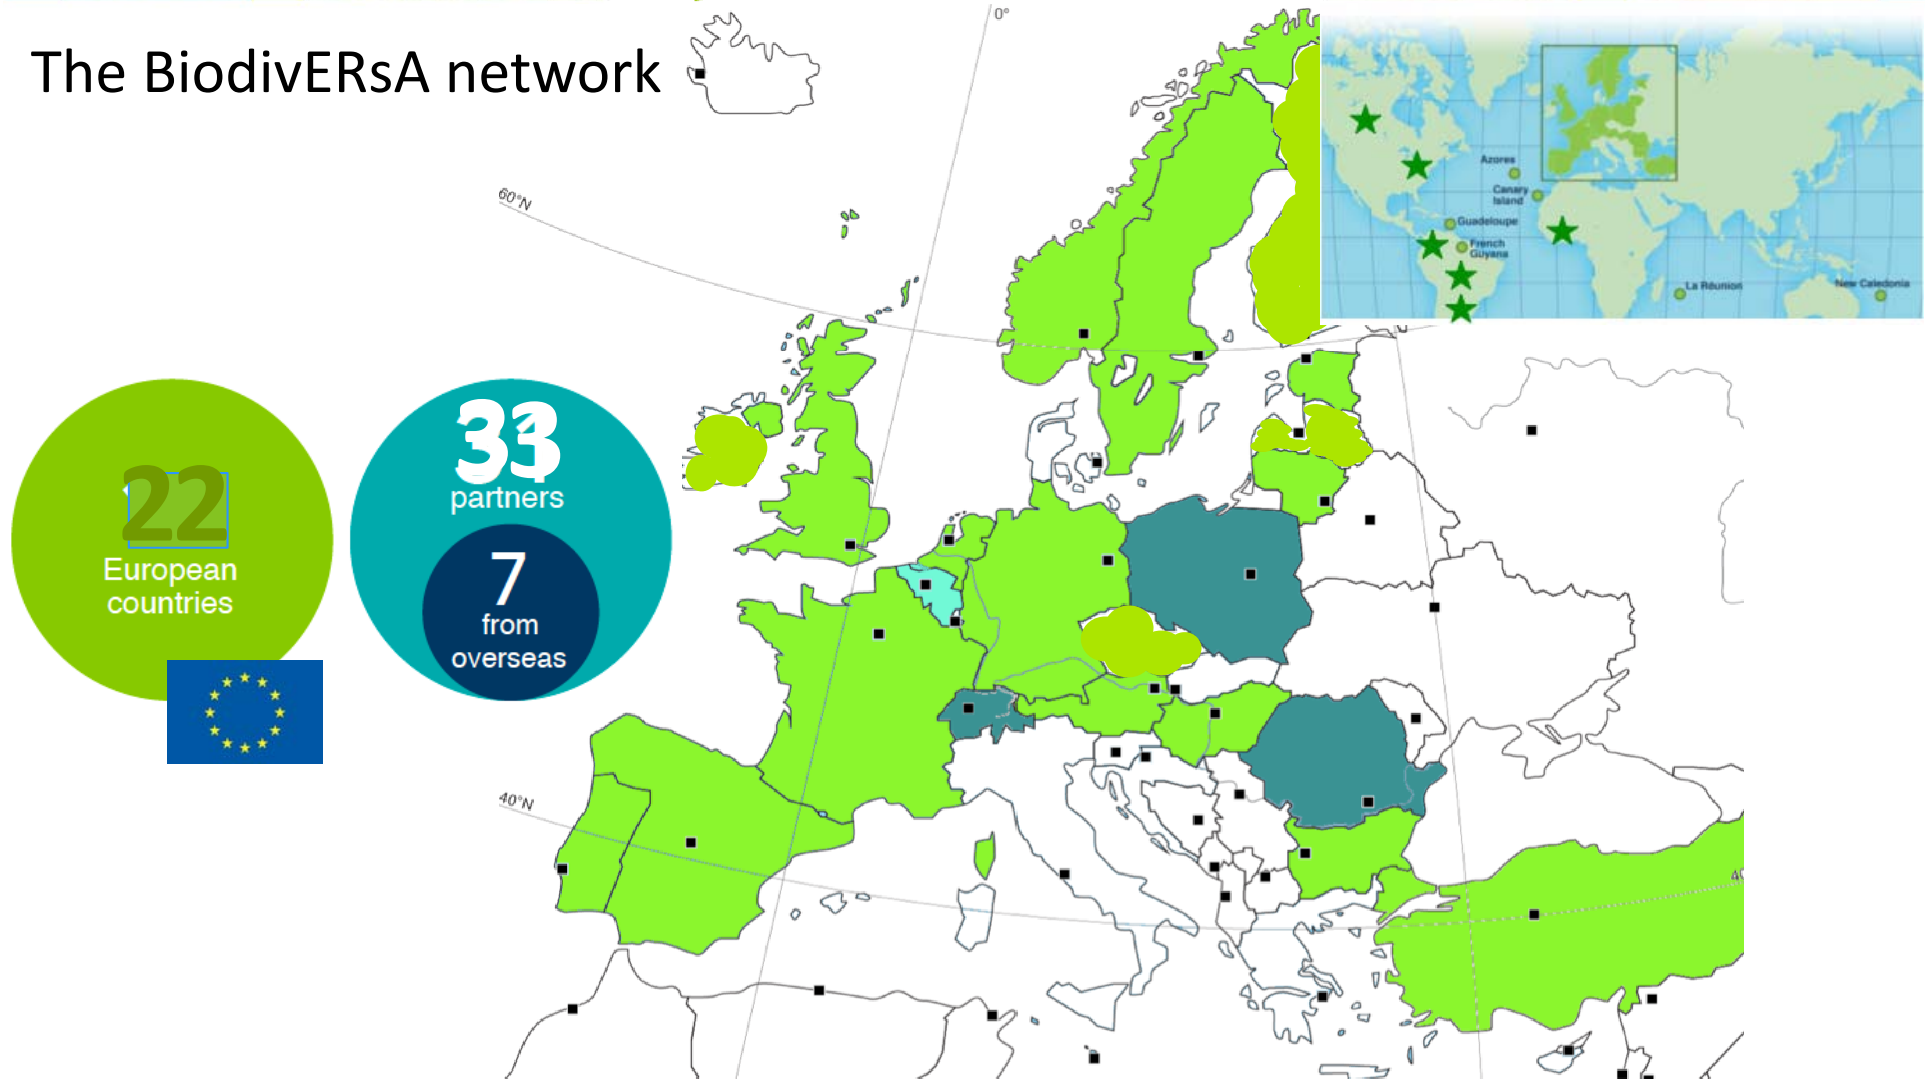 The BiodivERsA network
0°
60°N
Azores
Canary
Island
Guadeloupe
French
Guyana
La Réunion
New Caledonia
22
European
countries
partners
7
from
overseas
40°N